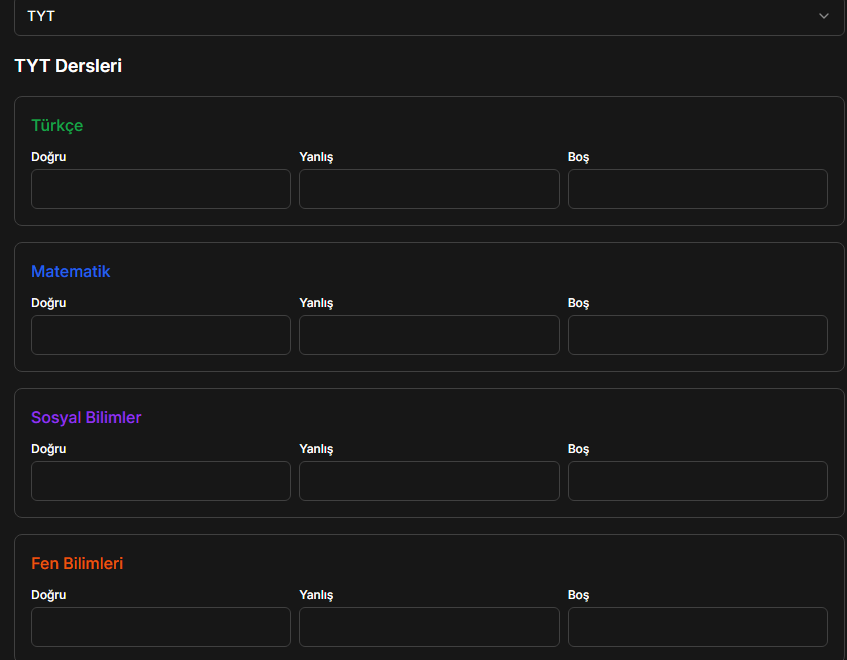 TYT
TYT Dersleri
Türkçe
Doğru Yanlış Boş
Matematik
Doğru Yanlış Boş
Sosyal Bilimler
Doğru Yanlış Boş
Fen Bilimleri
Doğru Yanlış Boş